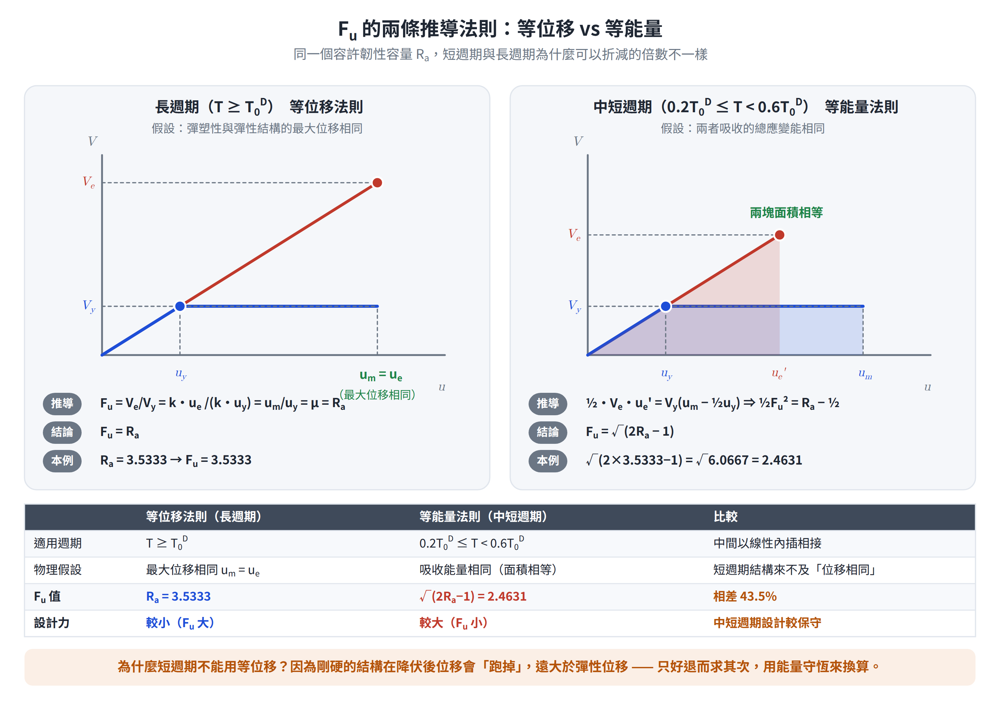 Fu 的兩條推導法則：等位移 vs 等能量
同一個容許韌性容量 Ra，短週期與長週期為什麼可以折減的倍數不一樣
長週期（T ≥ T0D） 等位移法則
假設：彈塑性與彈性結構的最大位移相同
V
Ve
Vy
uy
um = ue
（最大位移相同）
u
推導 Fu = Ve/Vy = k・ue /(k・uy) = um/uy = μ = Ra
結論 Fu = Ra
本例 Ra = 3.5333 → Fu = 3.5333
中短週期（0.2T0D ≤ T < 0.6T0D） 等能量法則
假設：兩者吸收的總應變能相同
V
兩塊面積相等
Ve
Vy
uy
ue'
um
u
推導 ½・Ve・ue' = Vy(um − ½uy) ⇒ ½Fu² = Ra − ½
結論 Fu = √(2Ra − 1)
本例 √(2×3.5333−1) = √6.0667 = 2.4631
等位移法則（長週期） 等能量法則（中短週期） 比較
適用週期 T ≥ T0D 0.2T0D ≤ T < 0.6T0D 中間以線性內插相接
物理假設 最大位移相同 um = ue 吸收能量相同（面積相等） 短週期結構來不及「位移相同」
Fu 值 Ra = 3.5333 √(2Ra−1) = 2.4631 相差 43.5%
設計力 較小（Fu 大） 較大（Fu 小） 中短週期設計較保守
為什麼短週期不能用等位移？因為剛硬的結構在降伏後位移會「跑掉」，遠大於彈性位移 —— 只好退而求其次，用能量守恆來換算。